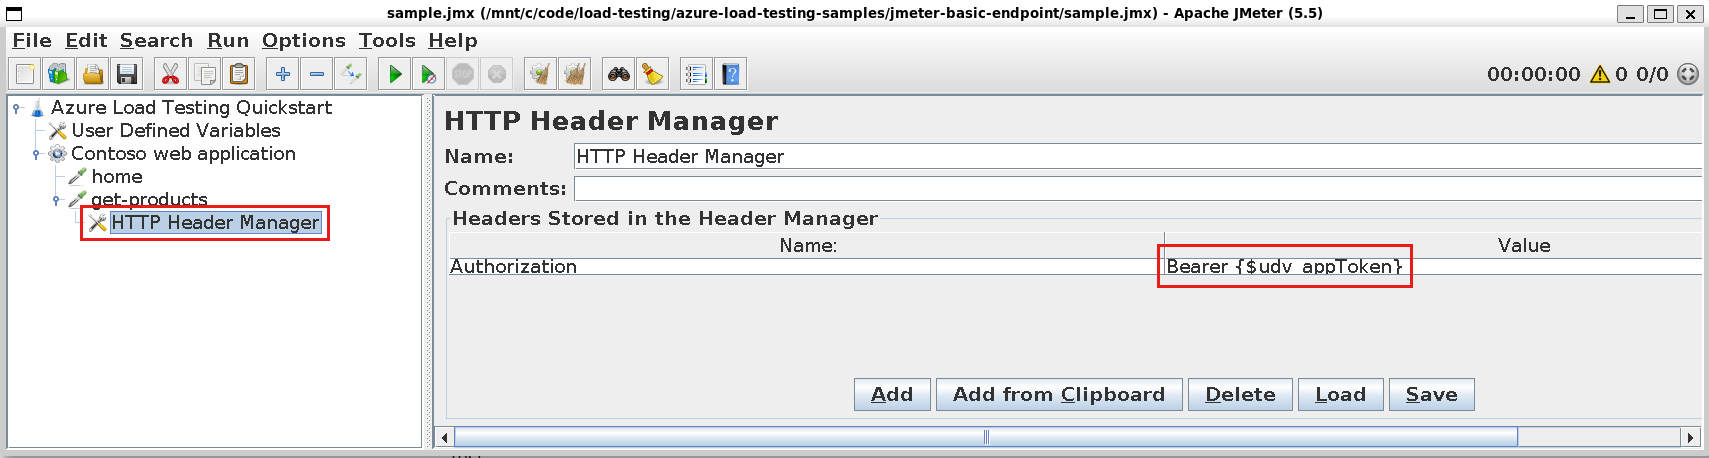 sample.jmx (/mnt/c/code/load-testing/azure-load-testing-samples/jmeter-basic-endpoint/sample.jmx) - Apache JMeter (5.5)
File Edit Search Run Options Tools Help
STOP
?
00:00:00 0 0/0
Azure Load Testing Quickstart
User Defined Variables
Contoso web application
home
get-products
HTTP Header Manager
HTTP Header Manager
Name: HTTP Header Manager
Comments:
Headers Stored in the Header Manager
Name: Value
Authorization Bearer {$udv_appToken}
Add Add from Clipboard Delete Load Save